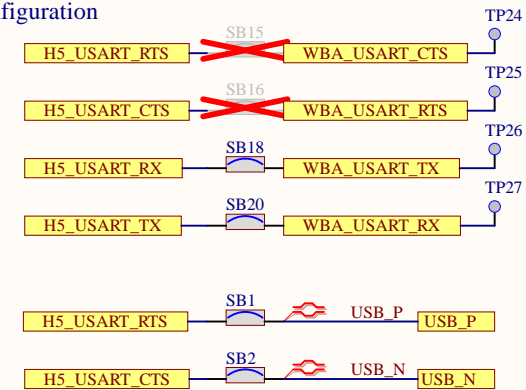 figuration
SB15
TP24
H5_USART_RTS
WBA_USART_CTS
SB16
TP25
H5_USART_CTS
WBA_USART_RTS
SB18
TP26
H5_USART_RX
WBA_USART_TX
SB20
TP27
H5_USART_TX
WBA_USART_RX
SB1
USB_P
H5_USART_RTS
USB_P
SB2
USB_N
H5_USART_CTS
USB_N